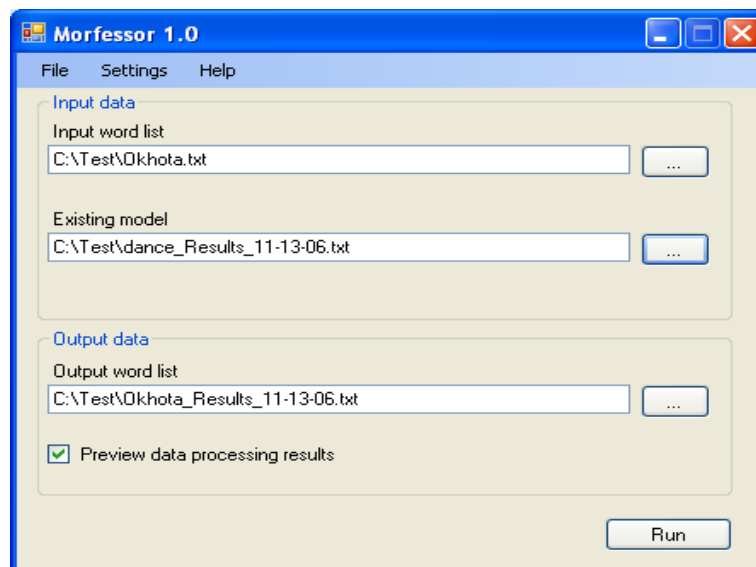 Morfessor 1.0
File Settings Help
Input data
Input word list
C:\Test\Okhota.txt
...
Existing model
C:\Test\dance_Results_11-13-06.txt
...
Output data
Output word list
C:\Test\Okhota_Results_11-13-06.txt
...
Preview data processing results
Run